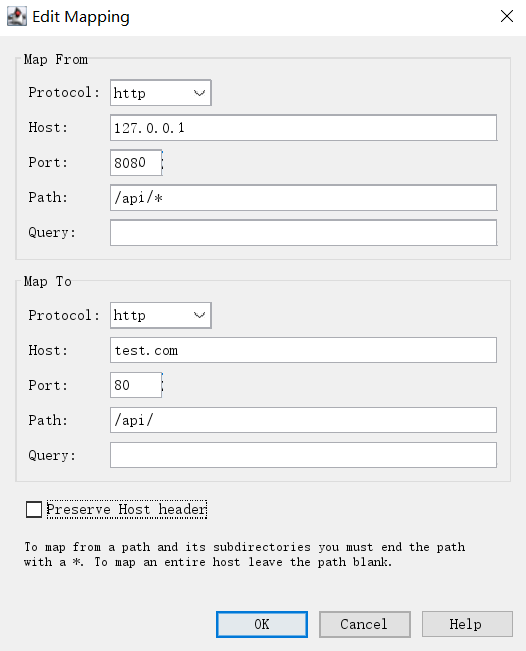 Edit Mapping
Map From
Protocol: http
Host: 127.0.0.1
Port: 8080
Path: /api/*
Query:
Map To
Protocol: http
Host: test.com
Port: 80
Path: /api/
Query:
Preserve Host header
To map from a path and its subdirectories you must end the path
with a *. To map an entire host leave the path blank.
OK Cancel Help